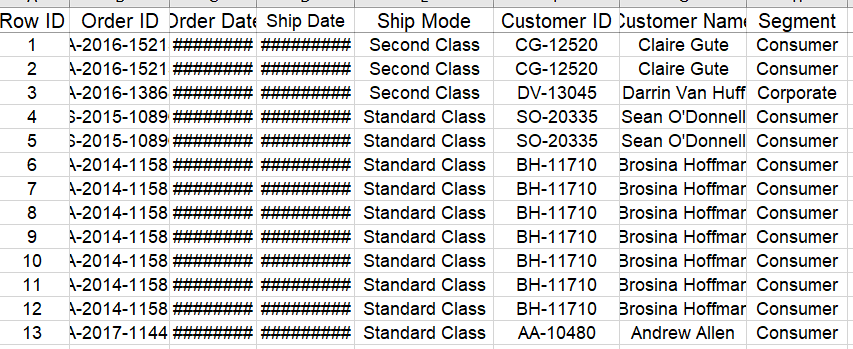 Row ID Order ID Order Date Ship Date Ship Mode Customer ID Customer Name Segment
1 A-2016-1521 ######## ######### Second Class CG-12520 Claire Gute Consumer
2 A-2016-1521 ######## ######### Second Class CG-12520 Claire Gute Consumer
3 A-2016-1386 ######## ######### Second Class DV-13045 Darrin Van Huff Corporate
4 S-2015-1089 ######## ######### Standard Class SO-20335 Sean O'Donnell Consumer
5 S-2015-1089 ######## ######### Standard Class SO-20335 Sean O'Donnell Consumer
6 A-2014-1158 ######## ######### Standard Class BH-11710 Brosina Hoffman Consumer
7 A-2014-1158 ######## ######### Standard Class BH-11710 Brosina Hoffman Consumer
8 A-2014-1158 ######## ######### Standard Class BH-11710 Brosina Hoffman Consumer
9 A-2014-1158 ######## ######### Standard Class BH-11710 Brosina Hoffman Consumer
10 A-2014-1158 ######## ######### Standard Class BH-11710 Brosina Hoffman Consumer
11 A-2014-1158 ######## ######### Standard Class BH-11710 Brosina Hoffman Consumer
12 A-2014-1158 ######## ######### Standard Class BH-11710 Brosina Hoffman Consumer
13 A-2017-1144 ######## ######### Standard Class AA-10480 Andrew Allen Consumer